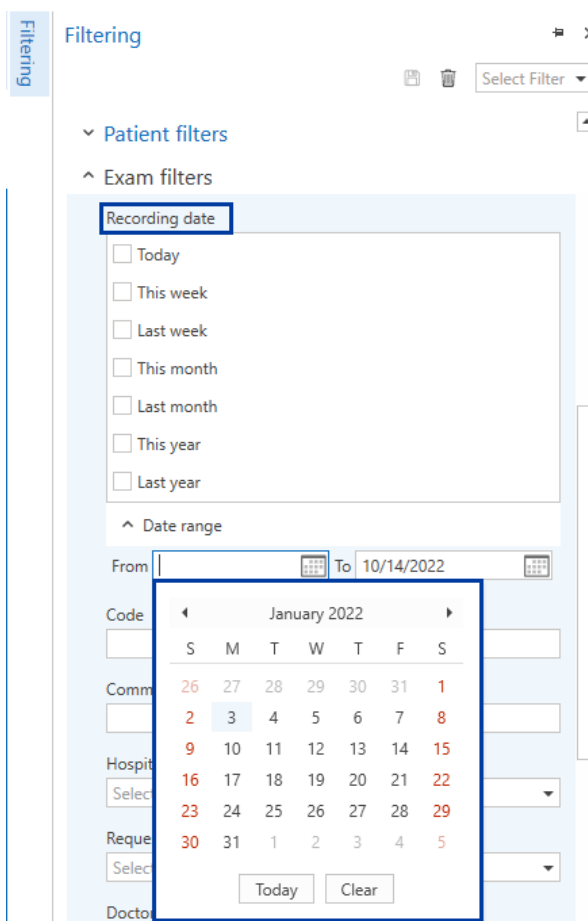 Filtering
Filtering
Select Filter
Patient filters
Exam filters
Recording date
Today
This week
Last week
This month
Last month
This year
Last year
Date range
From To 10/14/2022
Code
January 2022
S M T W T F S
26 27 28 29 30 31 1
2 3 4 5 6 7 8
9 10 11 12 13 14 15
16 17 18 19 20 21 22
23 24 25 26 27 28 29
30 31 1 2 3 4 5
Today Clear
Comm
Hospit
Select
Reque
Select
Doctor